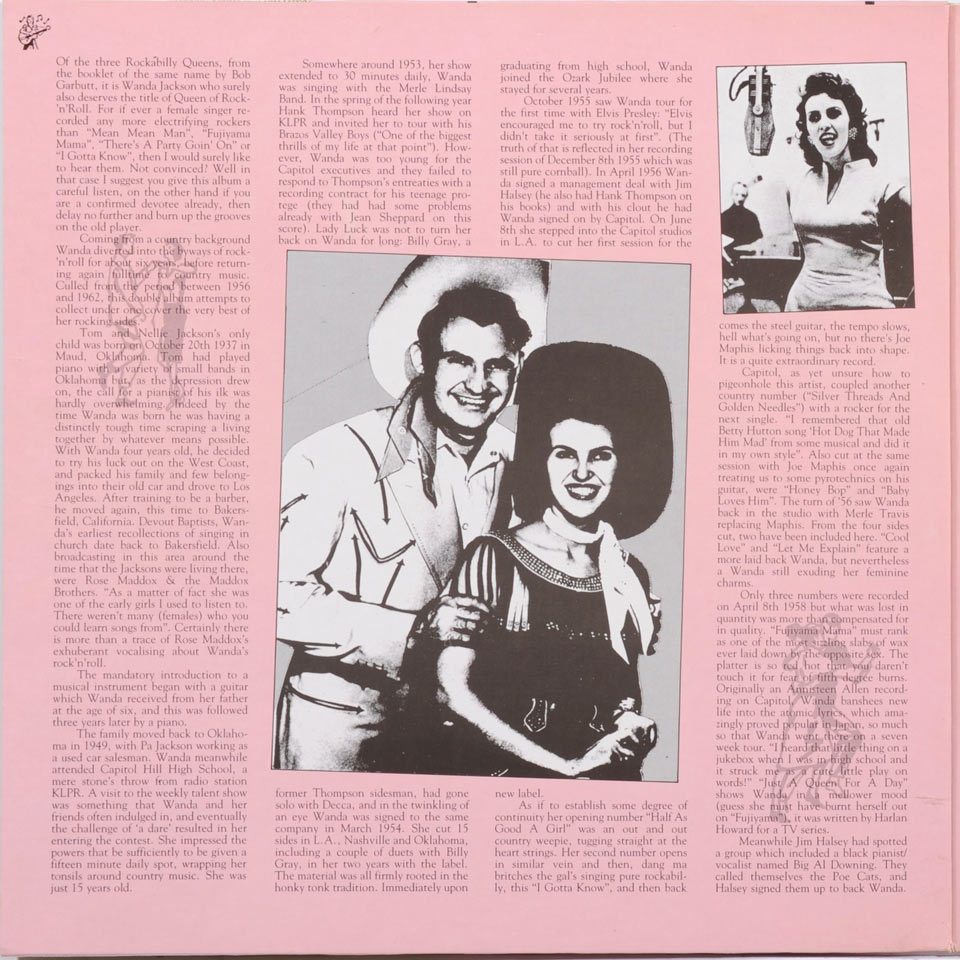 Of the three Rockabilly Queens, from
the booklet of the same name by Bob
Garbutt, it is Wanda Jackson who surely
also deserves the title of Queen of Rock-
'n'Roll. For if ever a female singer re-
corded any more electrifying rockers
than “Mean Mean Man”, “Fujiyama
Mama”, “There's A Party Goin' On” or
“I Gotta Know”, then I would surely like
to hear them. Not convinced? Well in
that case I suggest you give this album a
careful listen, on the other hand if you
are a confirmed devotee already, then
delay no further and burn up the grooves
on the old player.
Coming from a country background
Wanda diverted into the byways of rock-
'n'roll for about six years, before return-
ing again fulltime to country music.
Culled from the period between 1956
and 1962, this double album attempts to
collect under one cover the very best of
her rocking sides.
Tom and Nellie Jackson's only
child was born on October 20th 1937 in
Maud, Oklahoma. Tom had played
piano with a variety of small bands in
Oklahoma, but as the depression drew
on, the call for a pianist of his ilk was
hardly overwhelming. Indeed by the
time Wanda was born he was having a
distinctly tough time scraping a living
together by whatever means possible.
With Wanda four years old, he decided
to try his luck out on the West Coast,
and packed his family and few belong-
ings into their old car and drove to Los
Angeles. After training to be a barber,
he moved again, this time to Bakers-
field, California. Devout Baptists, Wan-
da's earliest recollections of singing in
church date back to Bakersfield. Also
broadcasting in this area around the
time that the Jacksons were living there,
were Rose Maddox & the Maddox
Brothers. “As a matter of fact she was
one of the early girls I used to listen to.
There weren't many (females) who you
could learn songs from”. Certainly there
is more than a trace of Rose Maddox's
exhuberant vocalising about Wanda's
rock'n'roll.
The mandatory introduction to a
musical instrument began with a guitar
which Wanda received from her father
at the age of six, and this was followed
three years later by a piano.
The family moved back to Oklaho-
ma in 1949, with Pa Jackson working as
a used car salesman. Wanda meanwhile
attended Capitol Hill High School, a
mere stone's throw from radio station
KLPR. A visit to the weekly talent show
was something that Wanda and her
friends often indulged in, and eventually
the challenge of 'a dare' resulted in her
entering the contest. She impressed the
powers that be sufficiently to be given a
fifteen minute daily spot, wrapping her
tonsils around country music. She was
just 15 years old.
Somewhere around 1953, her show
extended to 30 minutes daily, Wanda
was singing with the Merle Lindsay
Band. In the spring of the following year
Hank Thompson heard her show on
KLPR and invited her to tour with his
Brazos Valley Boys (“One of the biggest
thrills of my life at that point”). How-
ever, Wanda was too young for the
Capitol executives and they failed to
respond to Thompson's entreaties with a
recording contract for his teenage pro-
tege (they had had some problems
already with Jean Sheppard on this
score). Lady Luck was not to turn her
back on Wanda for long: Billy Gray, a
former Thompson sidesman, had gone
solo with Decca, and in the twinkling of
an eye Wanda was signed to the same
company in March 1954. She cut 15
sides in L.A., Nashville and Oklahoma,
including a couple of duets with Billy
Gray, in her two years with the label.
The material was all firmly rooted in the
honky tonk tradition. Immediately upon
graduating from high school, Wanda
joined the Ozark Jubilee where she
stayed for several years.
October 1955 saw Wanda tour for
the first time with Elvis Presley: “Elvis
encouraged me to try rock'n'roll, but I
didn't take it seriously at first”. (The
truth of that is reflected in her recording
session of December 8th 1955 which was
still pure cornball). In April 1956 Wan-
da signed a management deal with Jim
Halsey (he also had Hank Thompson on
his books) and with his clout he had
Wanda signed on by Capitol. On June
8th she stepped into the Capitol studios
in L.A. to cut her first session for the
new label.
As if to establish some degree of
continuity her opening number “Half As
Good A Girl” was an out and out
country weepie, tugging straight at the
heart strings. Her second number opens
in similar vein and then, dang ma
britches the gal's singing pure rockabil-
ly, this “I Gotta Know”, and then back
comes the steel guitar, the tempo slows,
hell what's going on, but no there's Joe
Maphis licking things back into shape.
It is a quite extraordinary record.
Capitol, as yet unsure how to
pigeonhole this artist, coupled another
country number (“Silver Threads And
Golden Needles”) with a rocker for the
next single. “I remembered that old
Betty Hutton song 'Hot Dog That Made
Him Mad' from some musical and did it
in my own style”. Also cut at the same
session with Joe Maphis once again
treating us to some pyrotechnics on his
guitar, were “Honey Bop” and “Baby
Loves Him”. The turn of '56 saw Wanda
back in the studio with Merle Travis
replacing Maphis. From the four sides
cut, two have been included here. “Cool
Love” and “Let Me Explain” feature a
more laid back Wanda, but nevertheless
a Wanda still exuding her feminine
charms.
Only three numbers were recorded
on April 8th 1958 but what was lost in
quantity was more than compensated for
in quality. “Fujiyama Mama” must rank
as one of the most sizzling slabs of wax
ever laid down by the opposite sex. The
platter is so red hot that you daren't
touch it for fear of fifth degree burns.
Originally an Annisteen Allen record-
ing on Capitol, Wanda banshees new
life into the atomic lyrics, which ama-
zingly proved popular in Japan, so much
so that Wanda went there on a seven
week tour. “I heard that thing on a
jukebox when I was in high school and
it struck me as a cute little play on
words!” “Just A Queen For A Day”
shows Wanda in a mellower mood
(guess she must have burnt herself out
on “Fujiyama”), it was written by Harlan
Howard for a TV series.
Meanwhile Jim Halsey had spotted
a group which included a black pianist/
vocalist named Big Al Downing. They
called themselves the Poe Cats, and
Halsey signed them up to back Wanda.